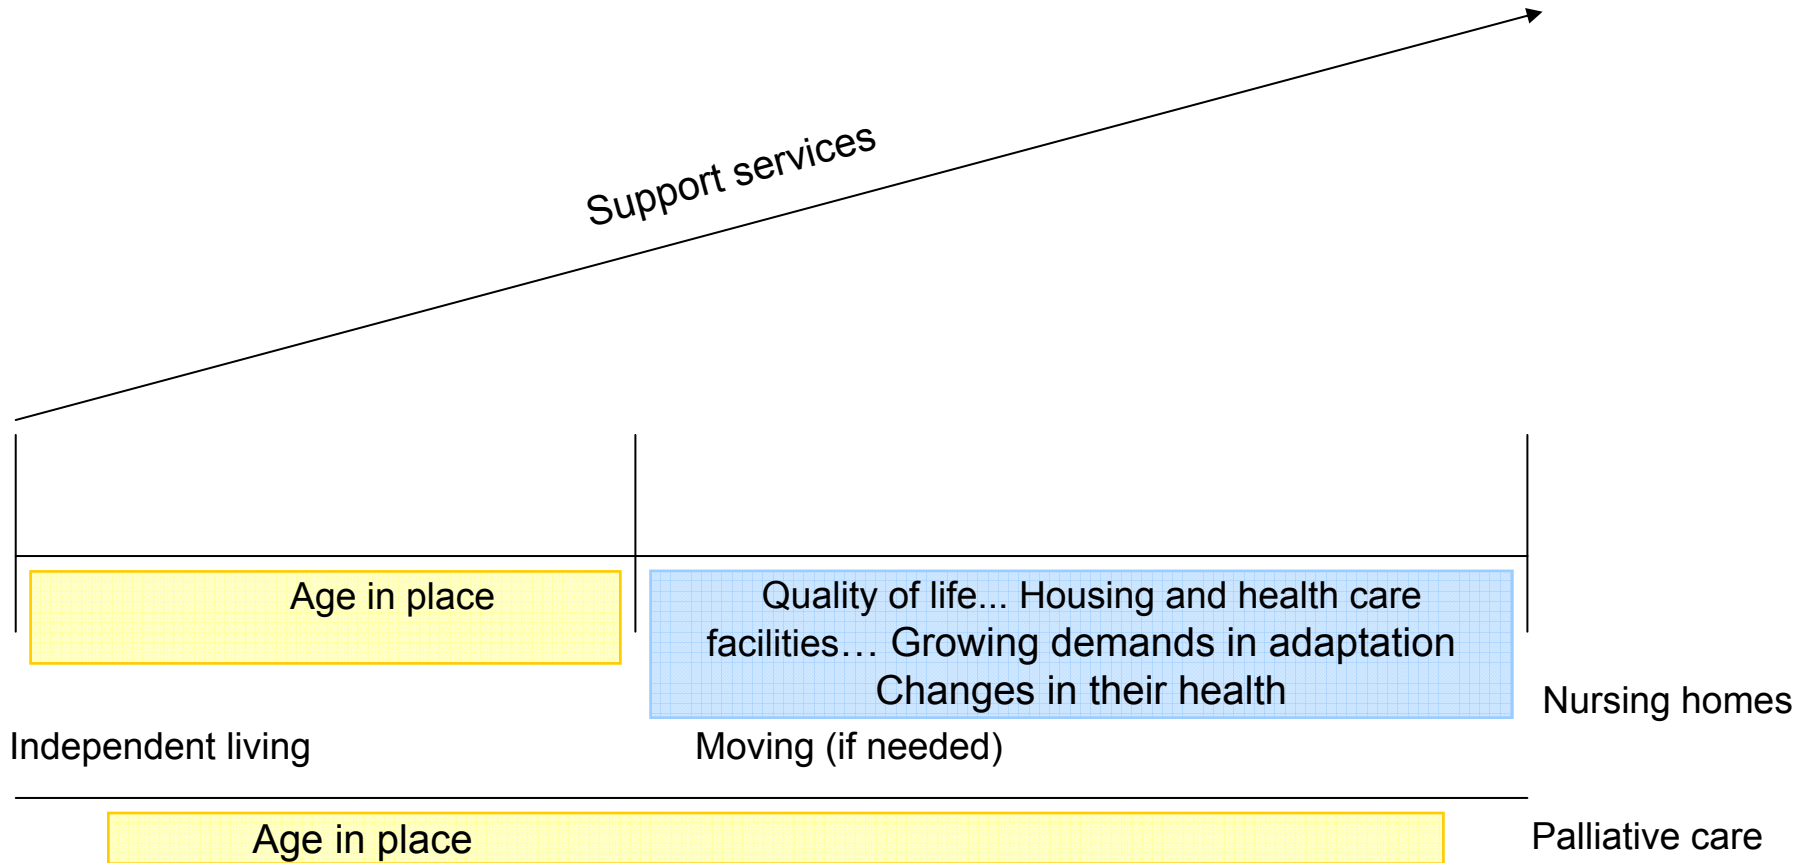 Support services
Age in place
Quality of life... Housing and health care
facilities… Growing demands in adaptation
Changes in their health
Nursing homes
Independent living
Moving (if needed)
Age in place
Palliative care